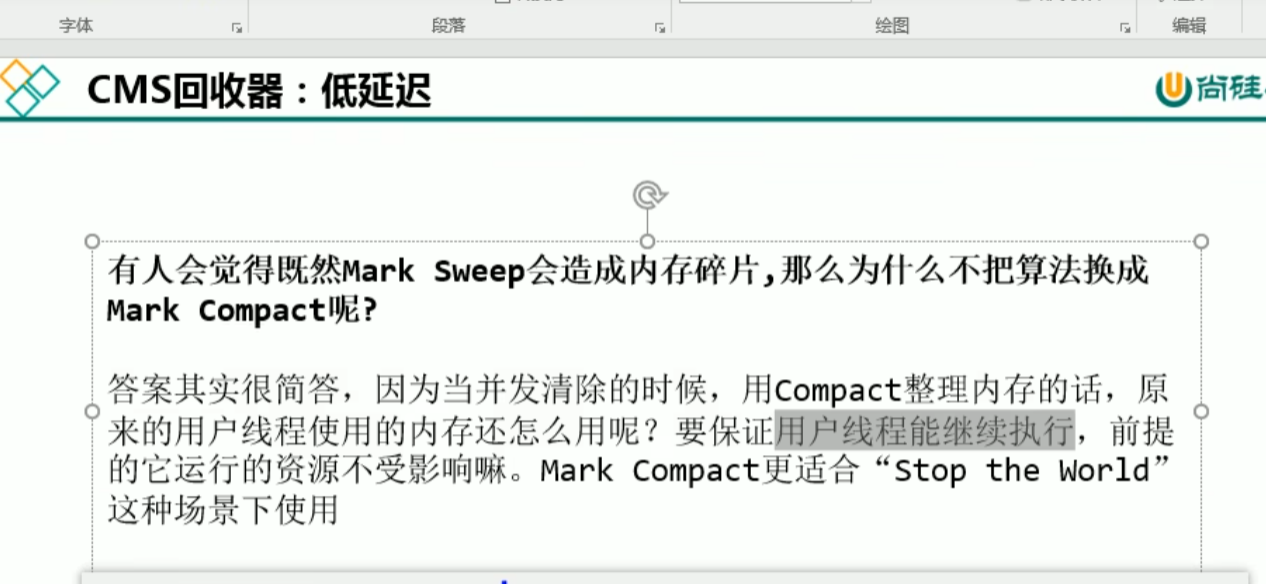 字体
段落
绘图
编辑
CMS回收器：低延迟
尚硅
有人会觉得既然Mark Sweep会造成内存碎片,那么为什么不把算法换成
Mark Compact呢?
答案其实很简答，因为当并发清除的时候，用Compact整理内存的话，原
来的用户线程使用的内存还怎么用呢？要保证用户线程能继续执行，前提
的它运行的资源不受影响嘛。Mark Compact更适合“Stop the World”
这种场景下使用